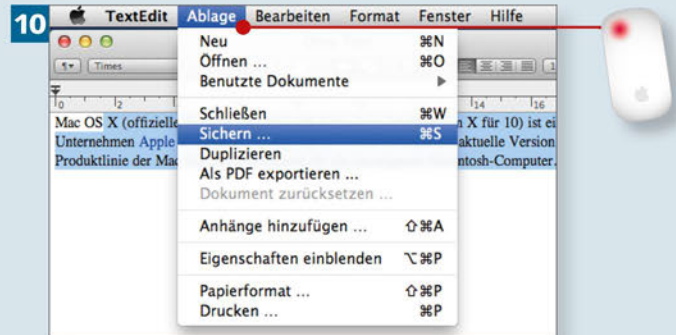 10
TextEdit Ablage Bearbeiten Format Fenster Hilfe
Neu ⌘N
Öffnen ... ⌘O
Benutzte Dokumente ▶
Schließen ⌘W
Sichern ... ⌘S
Duplizieren
Als PDF exportieren ...
Dokument zurücksetzen ...
Anhänge hinzufügen ... ⇧⌘A
Eigenschaften einblenden ⌥⌘P
Papierformat ... ⇧⌘P
Drucken ... ⌘P
¶ Times
0 2 14 16
Mac OS X (offizielle X für 10) ist ei
Unternehmen Apple aktuelle Version
Produktlinie der Mac intosh-Computer.